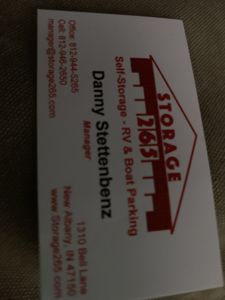 STORAGE
265
Self-Storage - RV & Boat Parking
Danny Stettenbenz
Manager
Office: 812-944-5265
Cell: 812-946-2650
manager@storage265.com
1310 Bell Lane
New Albany, IN 47150
www.Storage265.com